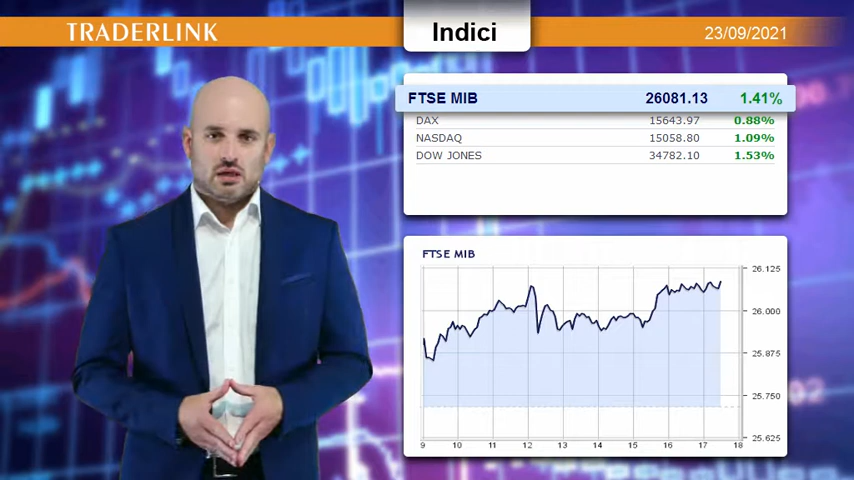 TRADERLINK
Indici
23/09/2021
FTSE MIB 26081.13 1.41%
DAX 15643.97 0.88%
NASDAQ 15058.80 1.09%
DOW JONES 34782.10 1.53%
FTSE MIB
26.125
26.000
25.875
25.750
25.625
9 10 11 12 13 14 15 16 17 18